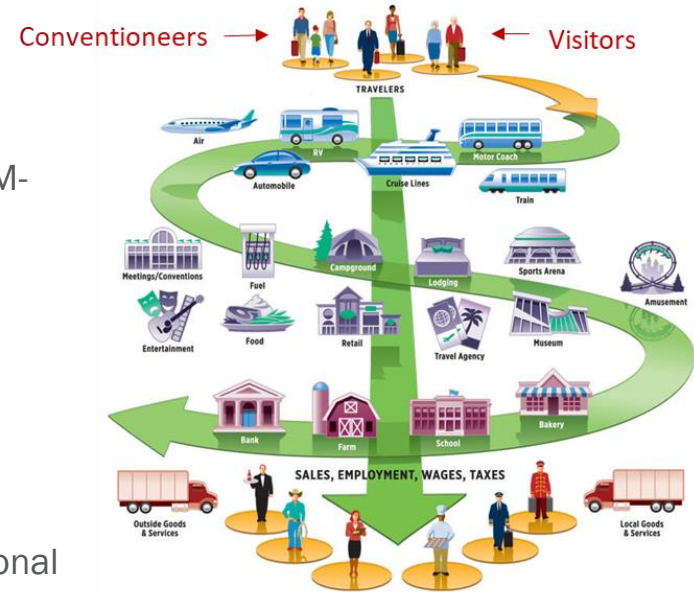 Conventioneers
Visitors
TRAVELERS
Air
RV
Motor Coach
M-
Automobile
Cruise Lines
Train
Meetings/Conventions
Fuel
Campground
Lodging
Sports Arena
Amusement
Entertainment
Food
Retail
Travel Agency
Museum
Bank
Farm
School
Bakery
SALES, EMPLOYMENT, WAGES, TAXES
Outside Goods
& Services
Local Goods
& Services
onal